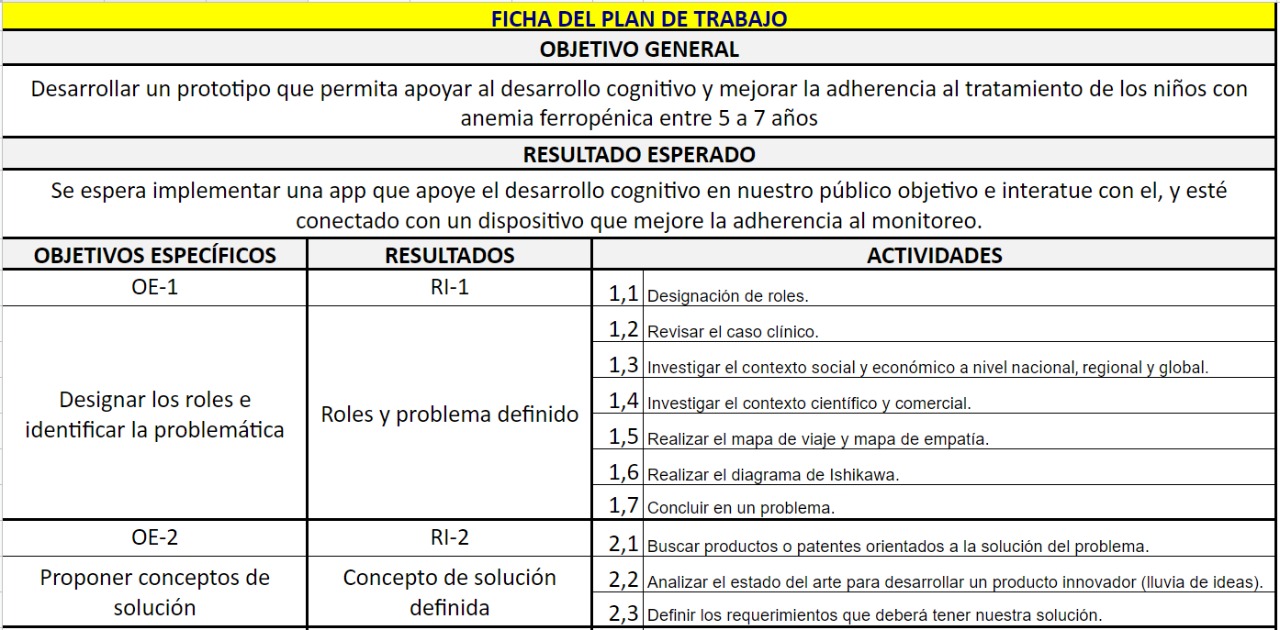 FICHA DEL PLAN DE TRABAJO
OBJETIVO GENERAL
Desarrollar un prototipo que permita apoyar al desarrollo cognitivo y mejorar la adherencia al tratamiento de los niños con
anemia ferropénica entre 5 a 7 años
RESULTADO ESPERADO
Se espera implementar una app que apoye el desarrollo cognitivo en nuestro público objetivo e interatue con el, y esté
conectado con un dispositivo que mejore la adherencia al monitoreo.
OBJETIVOS ESPECÍFICOS RESULTADOS ACTIVIDADES
OE-1 RI-1 1,1 Designación de roles.
Designar los roles e
identificar la problemática
Roles y problema definido
1,2 Revisar el caso clínico.
1,3 Investigar el contexto social y económico a nivel nacional, regional y global.
1,4 Investigar el contexto científico y comercial.
1,5 Realizar el mapa de viaje y mapa de empatía.
1,6 Realizar el diagrama de Ishikawa.
1,7 Concluir en un problema.
OE-2 RI-2 2,1 Buscar productos o patentes orientados a la solución del problema.
Proponer conceptos de
solución
Concepto de solución
definida
2,2 Analizar el estado del arte para desarrollar un producto innovador (lluvia de ideas).
2,3 Definir los requerimientos que deberá tener nuestra solución.